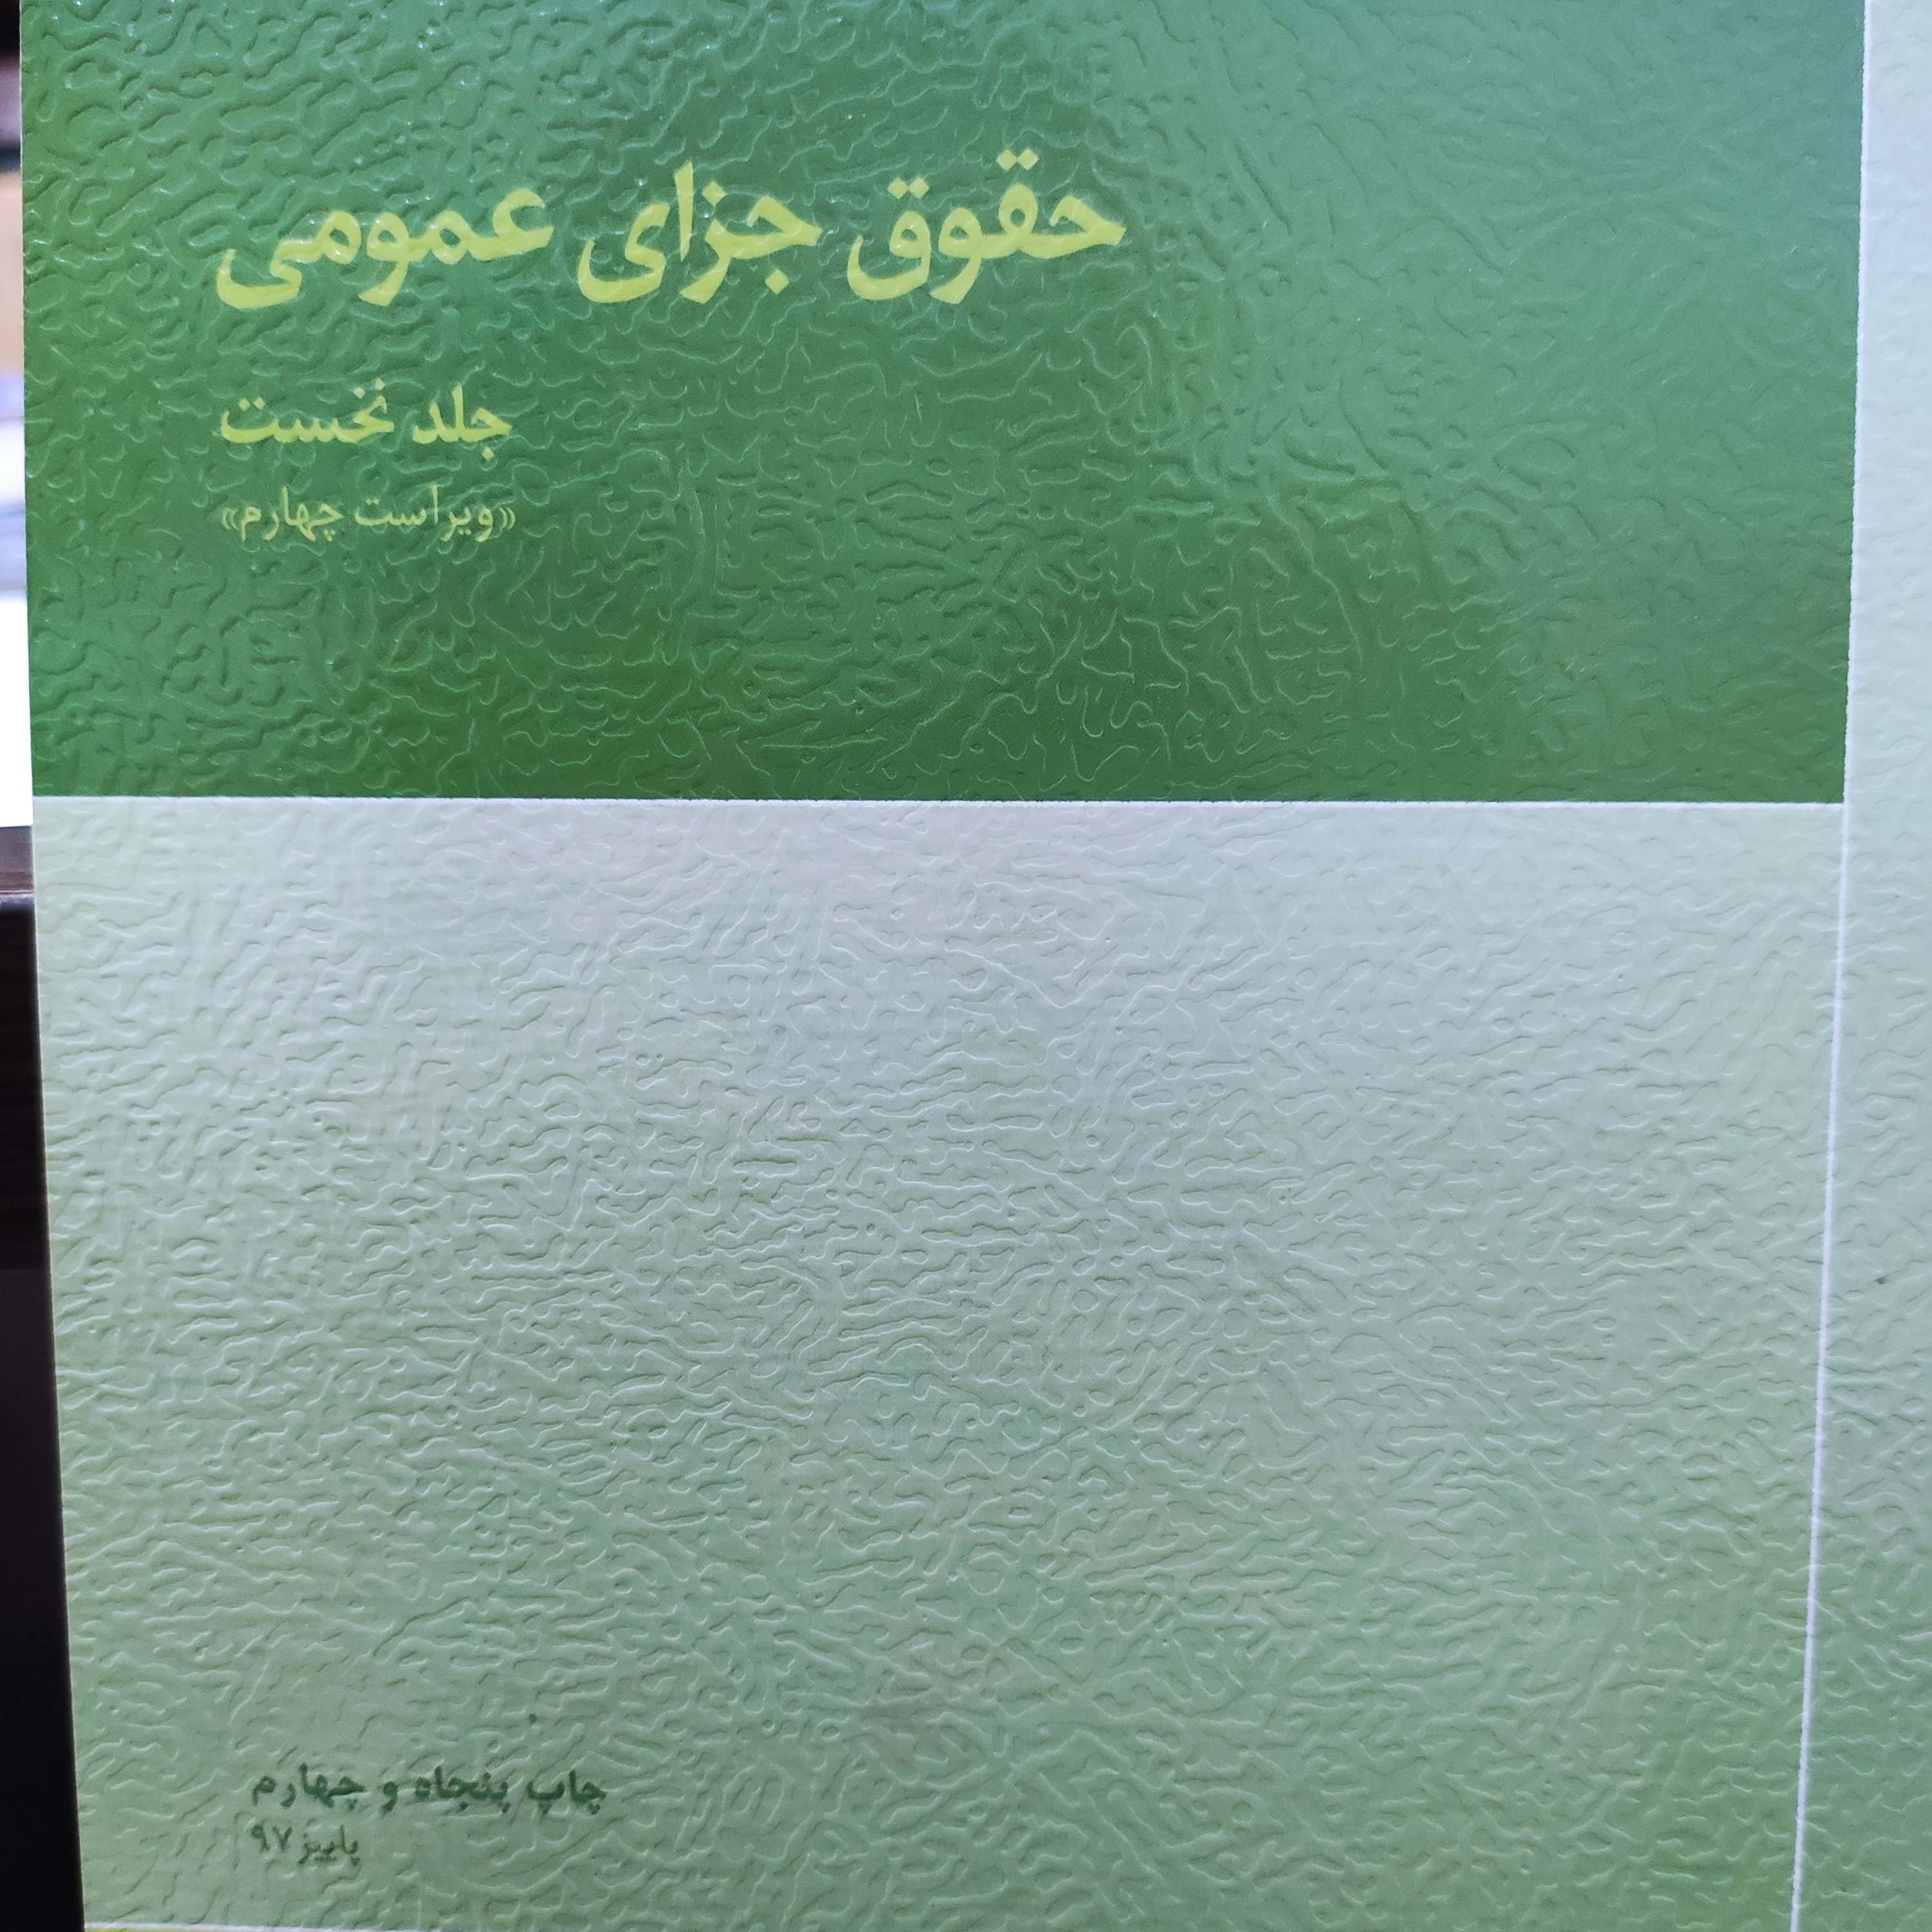 حقوق جزای عمومی
جلد نخست
«ویراست چهارم»
چاپ پنجاه و چهارم
پاییز ۹۷